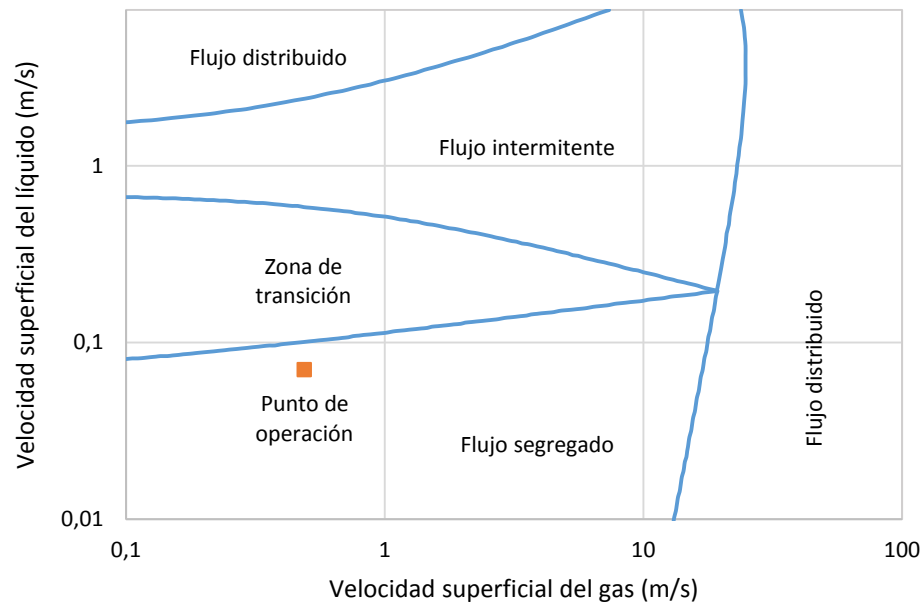 Flujo distribuido
Flujo intermitente
Zona de
transición
Punto de
operación
Flujo segregado
Flujo distribuido
Velocidad superficial del líquido (m/s)
1
0,1
0,01
0,1
1
10
100
Velocidad superficial del gas (m/s)